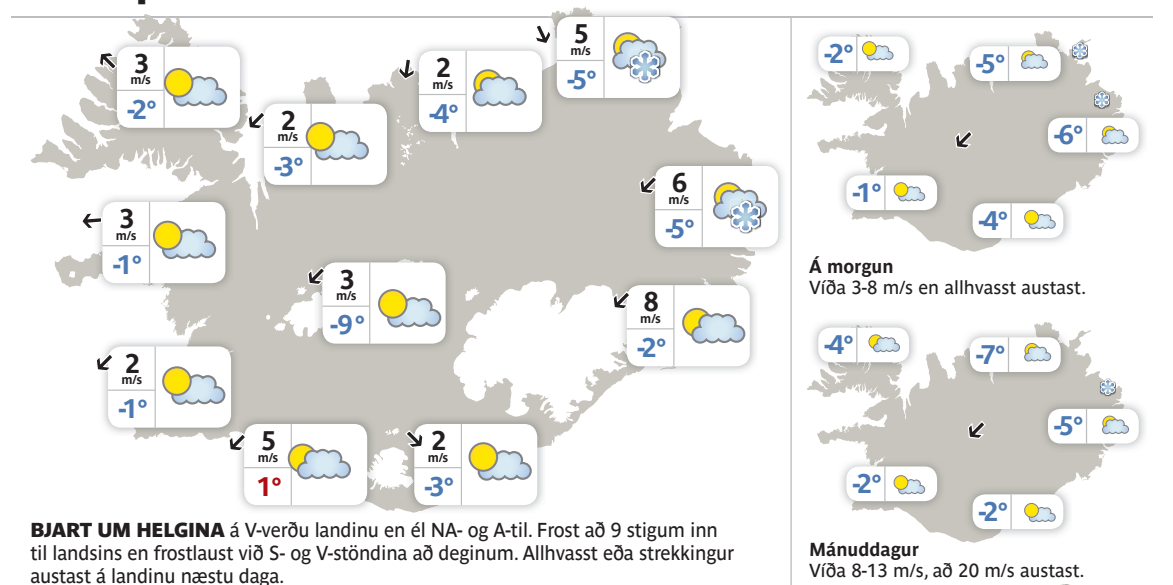 3
m/s
-2°
2
m/s
-3°
2
m/s
-4°
5
m/s
-5°
3
m/s
-1°
6
m/s
-5°
3
m/s
-9°
8
m/s
-2°
2
m/s
-1°
5
m/s
1°
2
m/s
-3°
BJART UM HELGINA á V-verðu landinu en él NA- og A-til. Frost að 9 stigum inn
til landsins en frostlaust við S- og V-stöndina að deginum. Allhvasst eða strekkingur
austast á landinu næstu daga.
-2°
-5°
-6°
-1°
-4°
Á morgun
Víða 3-8 m/s en allhvasst austast.
-4°
-7°
-5°
-2°
-2°
Mánuddagur
Víða 8-13 m/s, að 20 m/s austast.